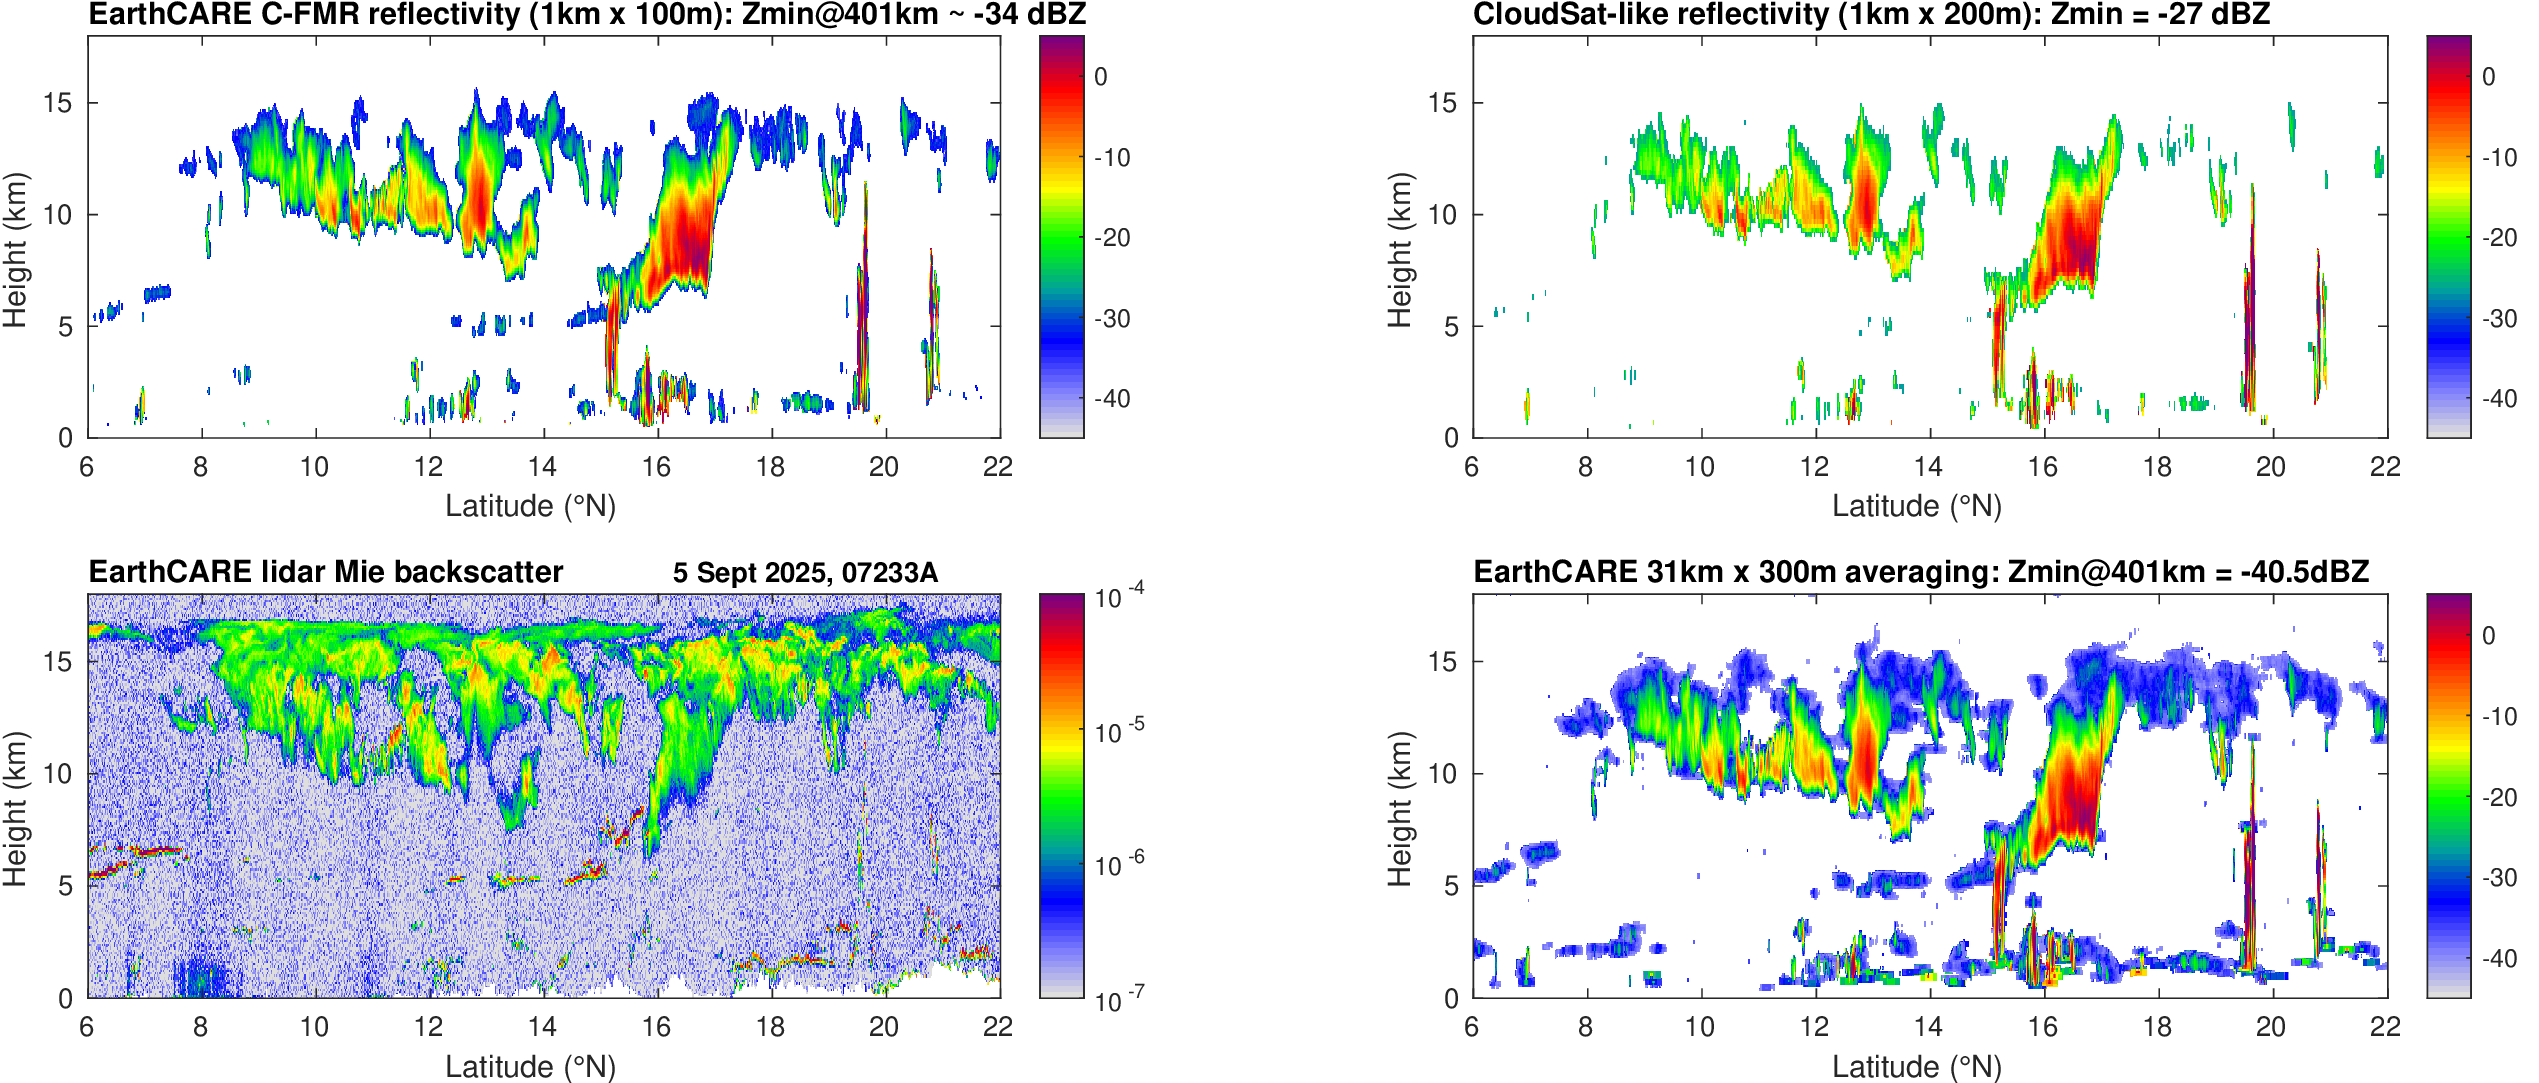 EarthCARE C-FMR reflectivity (1km x 100m): Zmin@401km ~ -34 dBZ
15
10
5
0
6 8 10 12 14 16 18 20 22
Height (km)
Latitude (°N)
0
-10
-20
-30
-40
CloudSat-like reflectivity (1km x 200m): Zmin = -27 dBZ
15
10
5
0
6 8 10 12 14 16 18 20 22
Height (km)
Latitude (°N)
0
-10
-20
-30
-40
EarthCARE lidar Mie backscatter 5 Sept 2025, 07233A
15
10
5
0
6 8 10 12 14 16 18 20 22
Height (km)
Latitude (°N)
10⁻⁴
10⁻⁵
10⁻⁶
10⁻⁷
EarthCARE 31km x 300m averaging: Zmin@401km = -40.5dBZ
15
10
5
0
6 8 10 12 14 16 18 20 22
Height (km)
Latitude (°N)
0
-10
-20
-30
-40